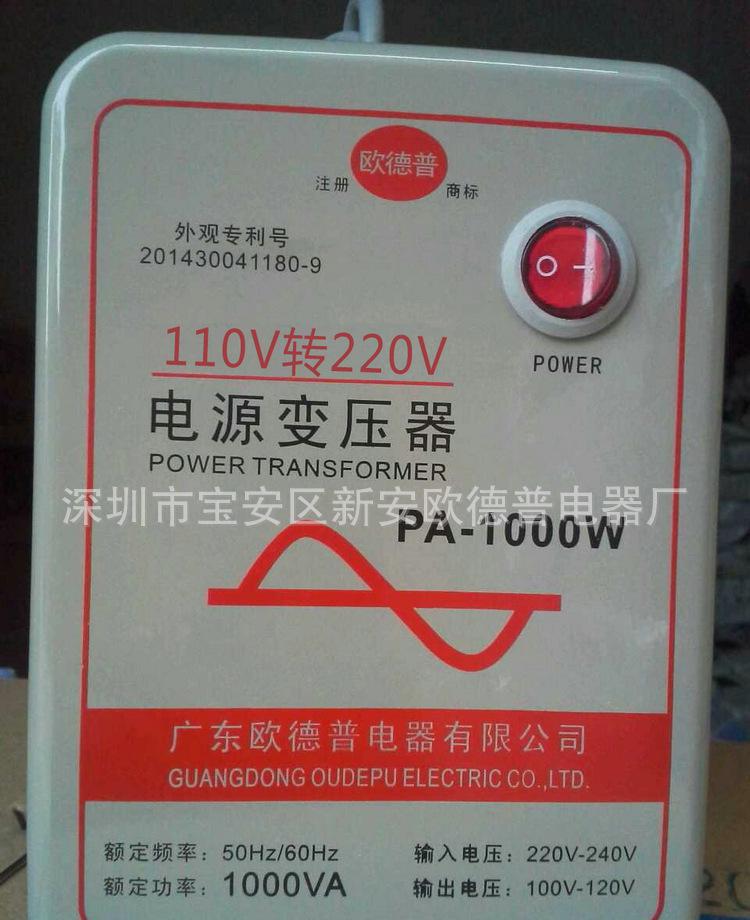 欧德普
注册 商标
外观专利号
201430041180-9
110V转220V
POWER
电源变压器
POWER TRANSFORMER
深圳市宝安区新安欧德普电器厂
PA-1000W
广东欧德普电器有限公司
GUANGDONG OUDEPU ELECTRIC CO.,LTD.
额定频率：50Hz/60Hz 输入电压：220V-240V
额定功率：1000VA 输出电压：100V-120V